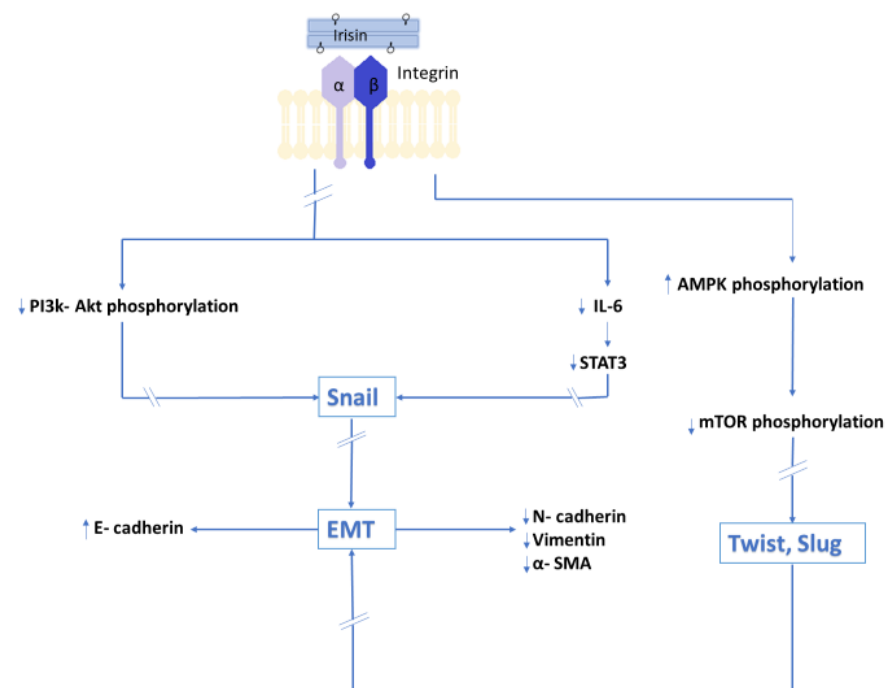 Irisin
Integrin
α
β
↑ AMPK phosphorylation
↓ PI3k- Akt phosphorylation
↓ IL-6
↓ STAT3
Snail
↓ mTOR phosphorylation
↑ E- cadherin
EMT
↓ N- cadherin
↓ Vimentin
↓ α- SMA
Twist, Slug